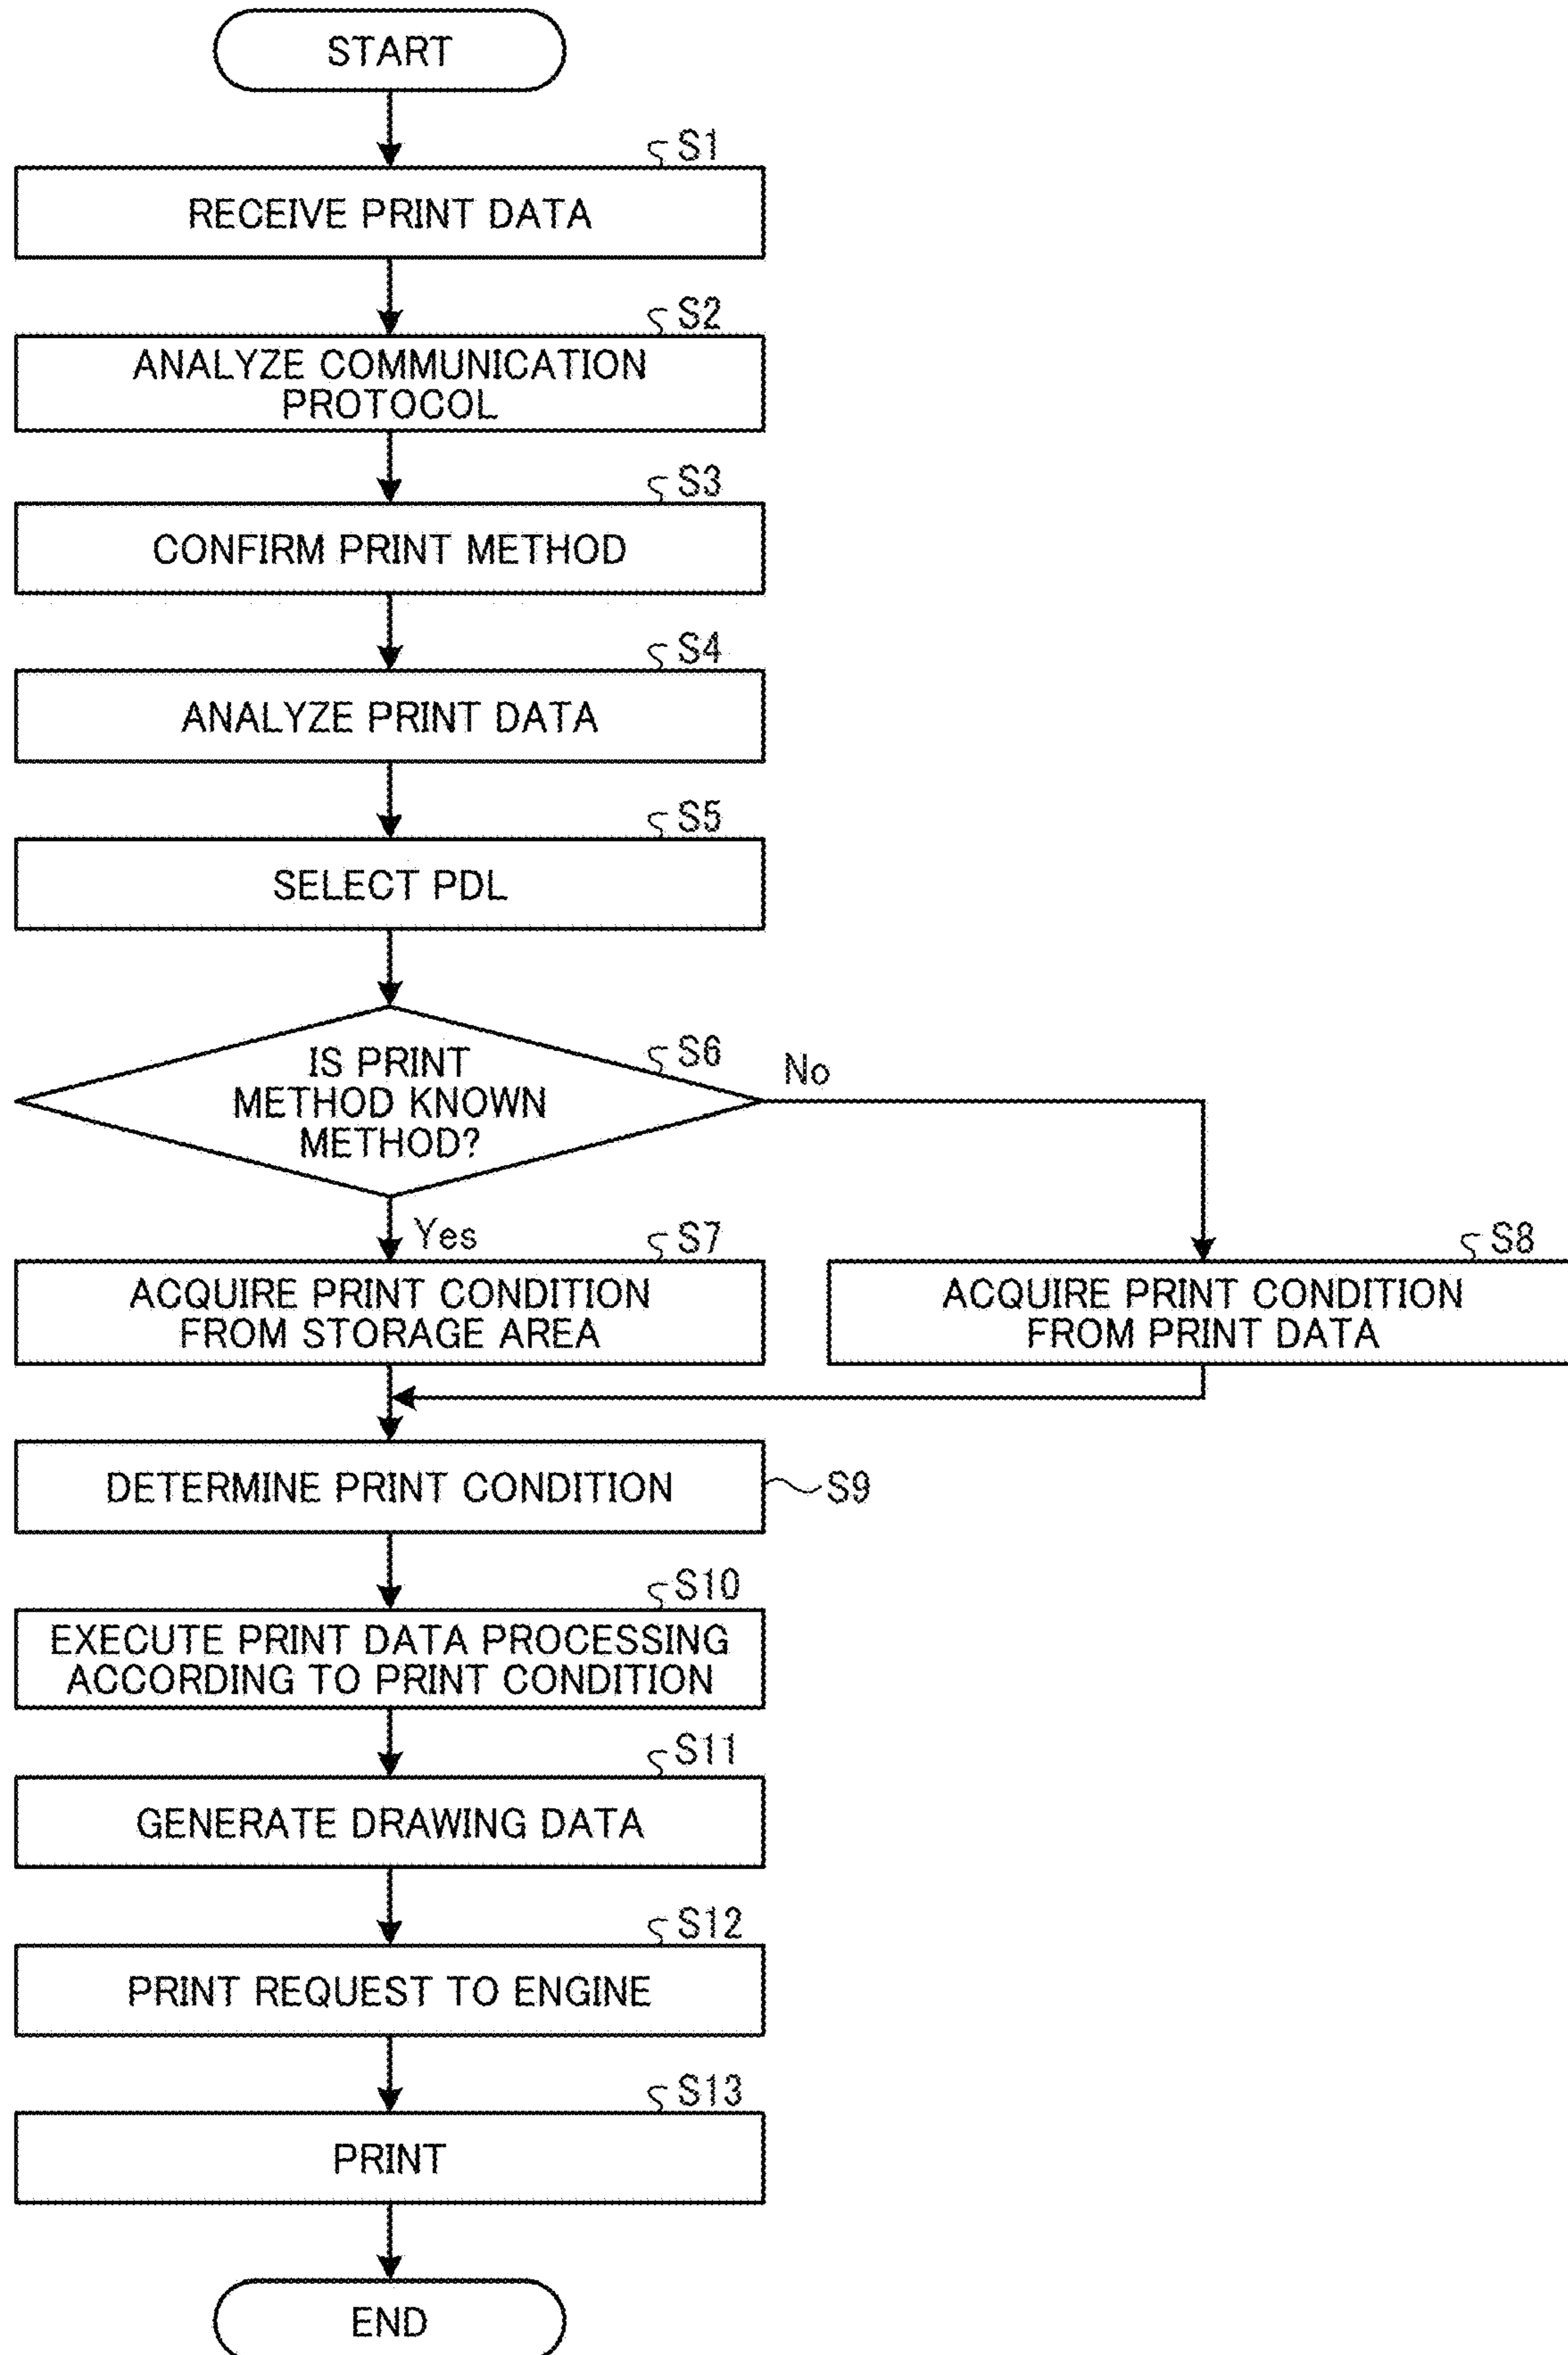 START
S1
RECEIVE PRINT DATA
S2
ANALYZE COMMUNICATION
PROTOCOL
S3
CONFIRM PRINT METHOD
S4
ANALYZE PRINT DATA
S5
SELECT PDL
S6
IS PRINT
METHOD KNOWN
METHOD?
No
Yes
S7
ACQUIRE PRINT CONDITION
FROM STORAGE AREA
S8
ACQUIRE PRINT CONDITION
FROM PRINT DATA
DETERMINE PRINT CONDITION
S9
S10
EXECUTE PRINT DATA PROCESSING
ACCORDING TO PRINT CONDITION
S11
GENERATE DRAWING DATA
S12
PRINT REQUEST TO ENGINE
S13
PRINT
END